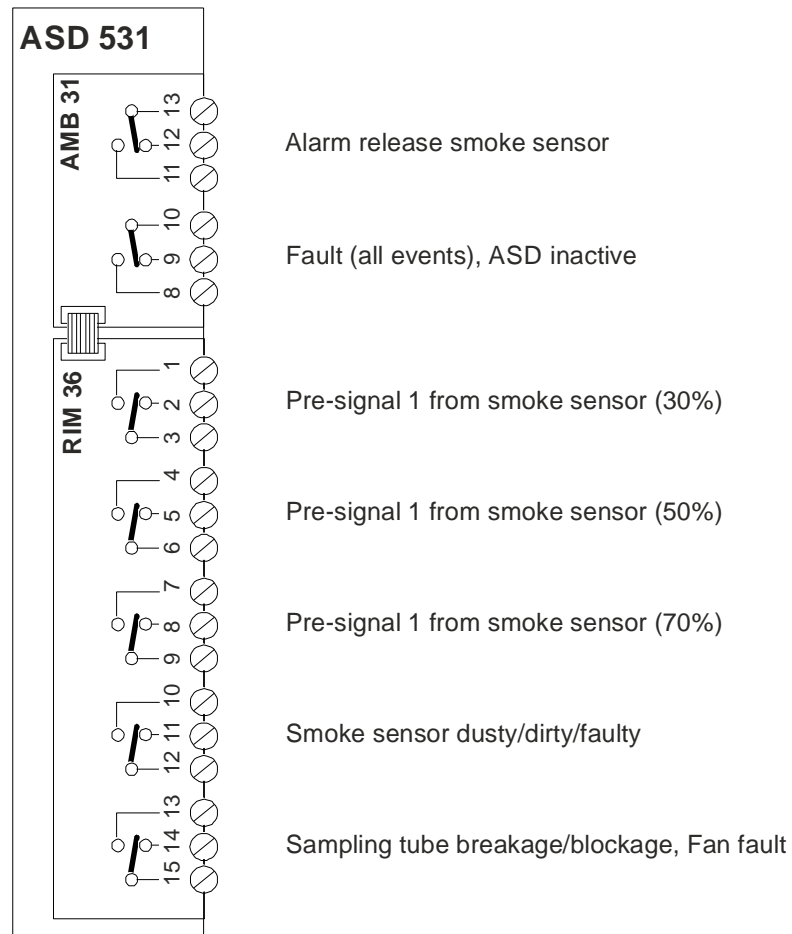 ASD 531
AMB 31
13
12
Alarm release smoke sensor
11
10
9
Fault (all events), ASD inactive
8
RIM 36
1
2
Pre-signal 1 from smoke sensor (30%)
3
4
5
Pre-signal 1 from smoke sensor (50%)
6
7
8
Pre-signal 1 from smoke sensor (70%)
9
10
11
Smoke sensor dusty/dirty/faulty
12
13
14
Sampling tube breakage/blockage, Fan fault
15